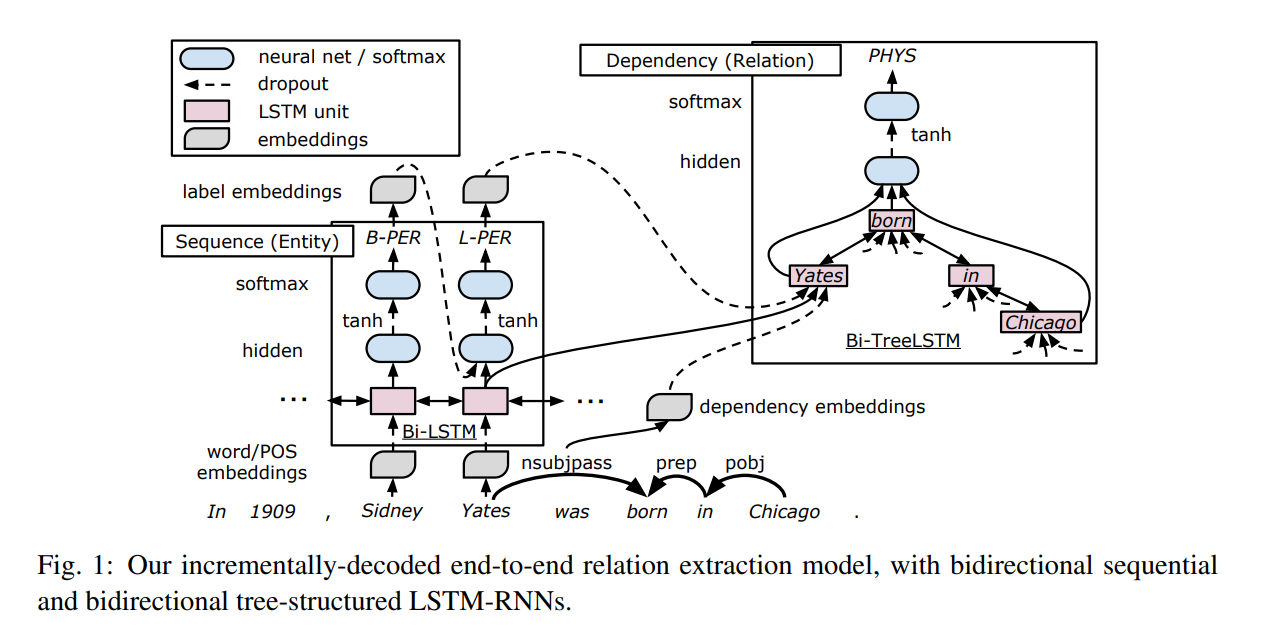 neural net / softmax
dropout
LSTM unit
embeddings
Dependency (Relation)
PHYS
softmax
tanh
hidden
born
Yates
in
Chicago
Bi-TreeLSTM
label embeddings
Sequence (Entity)
B-PER L-PER
softmax
tanh tanh
hidden
... ...
Bi-LSTM
dependency embeddings
word/POS
embeddings
nsubjpass prep pobj
In 1909 , Sidney Yates was born in Chicago .
Fig. 1: Our incrementally-decoded end-to-end relation extraction model, with bidirectional sequential
and bidirectional tree-structured LSTM-RNNs.